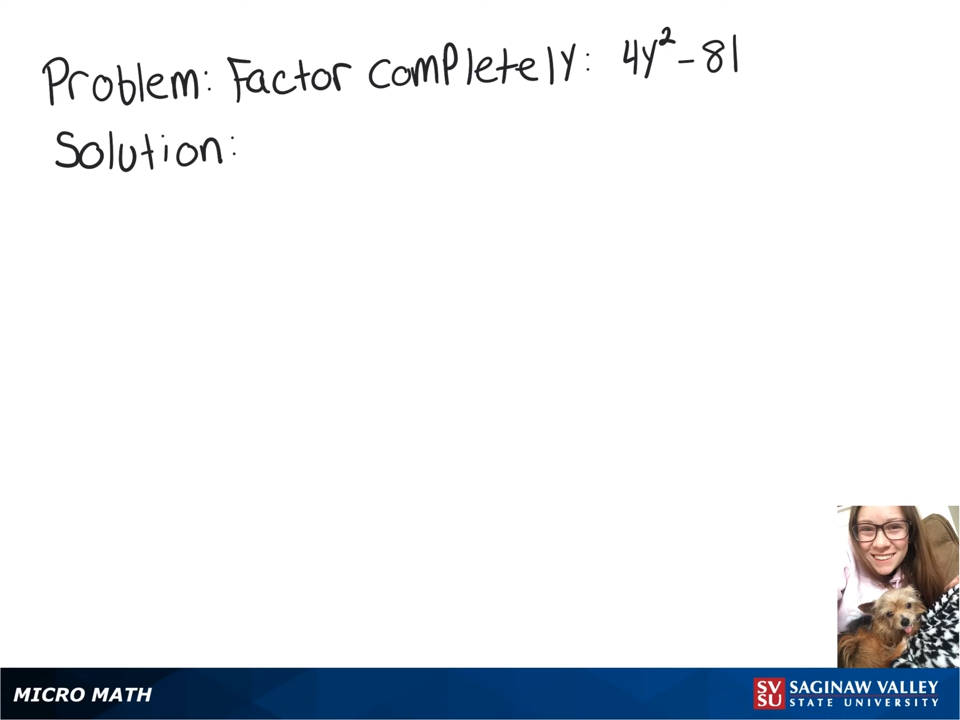 Problem: Factor completely: 4y² - 81
Solution:
MICRO MATH
SV SU SAGINAW VALLEY
STATE UNIVERSITY